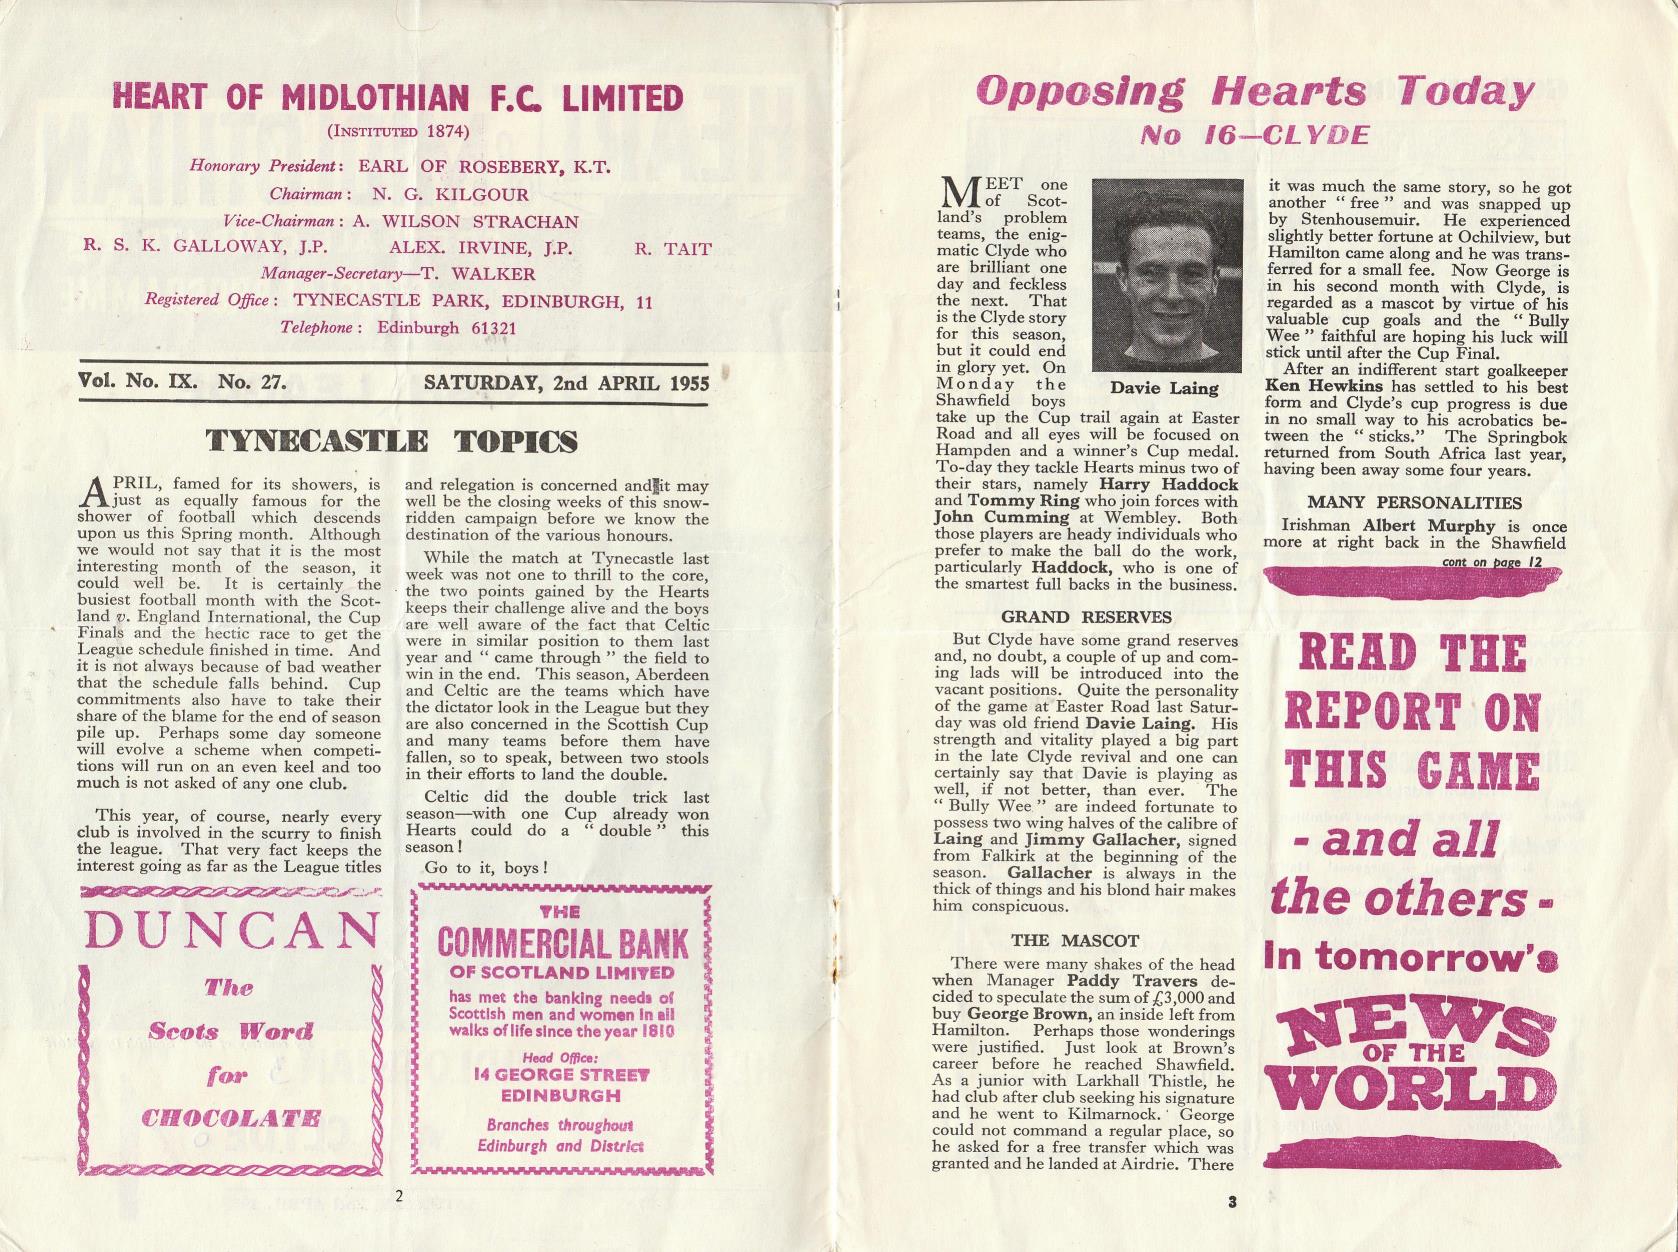 HEART OF MIDLOTHIAN F.C. LIMITED
(INSTITUTED 1874)
Honorary President: EARL OF ROSEBERY, K.T.
Chairman: N. G. KILGOUR
Vice-Chairman: A. WILSON STRACHAN
R. S. K. GALLOWAY, J.P. ALEX. IRVINE, J.P. R. TAIT
Manager-Secretary—T. WALKER
Registered Office: TYNECASTLE PARK, EDINBURGH, 11
Telephone: Edinburgh 61321
Vol. No. IX. No. 27. SATURDAY, 2nd APRIL 1955
TYNECASTLE TOPICS
APRIL, famed for its showers, is
just as equally famous for the
shower of football which descends
upon us this Spring month. Although
we would not say that it is the most
interesting month of the season, it
could well be. It is certainly the
busiest football month with the Scot-
land v. England International, the Cup
Finals and the hectic race to get the
League schedule finished in time. And
it is not always because of bad weather
that the schedule falls behind. Cup
commitments also have to take their
share of the blame for the end of season
pile up. Perhaps some day someone
will evolve a scheme when competi-
tions will run on an even keel and too
much is not asked of any one club.
This year, of course, nearly every
club is involved in the scurry to finish
the league. That very fact keeps the
interest going as far as the League titles
and relegation is concerned and it may
well be the closing weeks of this snow-
ridden campaign before we know the
destination of the various honours.
While the match at Tynecastle last
week was not one to thrill to the core,
the two points gained by the Hearts
keeps their challenge alive and the boys
are well aware of the fact that Celtic
were in similar position to them last
year and "came through" the field to
win in the end. This season, Aberdeen
and Celtic are the teams which have
the dictator look in the League but they
are also concerned in the Scottish Cup
and many teams before them have
fallen, so to speak, between two stools
in their efforts to land the double.
Celtic did the double trick last
season—with one Cup already won
Hearts could do a "double" this
season!
Go to it, boys!
DUNCAN
The
Scots Word
for
CHOCOLATE
THE
COMMERCIAL BANK
OF SCOTLAND LIMITED
has met the banking needs of
Scottish men and women in all
walks of life since the year 1810
Head Office:
14 GEORGE STREET
EDINBURGH
Branches throughout
Edinburgh and District
2
Opposing Hearts Today
No 16—CLYDE
MEET one
of Scot-
land's problem
teams, the enig-
matic Clyde who
are brilliant one
day and feckless
the next. That
is the Clyde story
for this season,
but it could end
in glory yet. On
Monday the
Shawfield boys
Davie Laing
take up the Cup trail again at Easter
Road and all eyes will be focused on
Hampden and a winner's Cup medal.
To-day they tackle Hearts minus two of
their stars, namely Harry Haddock
and Tommy Ring who join forces with
John Cumming at Wembley. Both
those players are heady individuals who
prefer to make the ball do the work,
particularly Haddock, who is one of
the smartest full backs in the business.
GRAND RESERVES
But Clyde have some grand reserves
and, no doubt, a couple of up and com-
ing lads will be introduced into the
vacant positions. Quite the personality
of the game at Easter Road last Satur-
day was old friend Davie Laing. His
strength and vitality played a big part
in the late Clyde revival and one can
certainly say that Davie is playing as
well, if not better, than ever. The
"Bully Wee" are indeed fortunate to
possess two wing halves of the calibre of
Laing and Jimmy Gallacher, signed
from Falkirk at the beginning of the
season. Gallacher is always in the
thick of things and his blond hair makes
him conspicuous.
THE MASCOT
There were many shakes of the head
when Manager Paddy Travers de-
cided to speculate the sum of £3,000 and
buy George Brown, an inside left from
Hamilton. Perhaps those wonderings
were justified. Just look at Brown's
career before he reached Shawfield.
As a junior with Larkhall Thistle, he
had club after club seeking his signature
and he went to Kilmarnock. George
could not command a regular place, so
he asked for a free transfer which was
granted and he landed at Airdrie. There
it was much the same story, so he got
another "free" and was snapped up
by Stenhousemuir. He experienced
slightly better fortune at Ochilview, but
Hamilton came along and he was trans-
ferred for a small fee. Now George is
in his second month with Clyde, is
regarded as a mascot by virtue of his
valuable cup goals and the "Bully
Wee" faithful are hoping his luck will
stick until after the Cup Final.
After an indifferent start goalkeeper
Ken Hewkins has settled to his best
form and Clyde's cup progress is due
in no small way to his acrobatics be-
tween the "sticks." The Springbok
returned from South Africa last year,
having been away some four years.
MANY PERSONALITIES
Irishman Albert Murphy is once
more at right back in the Shawfield
cont on page 12
READ THE
REPORT ON
THIS GAME
- and all
the others -
In tomorrow's
NEWS
OF THE
WORLD
3